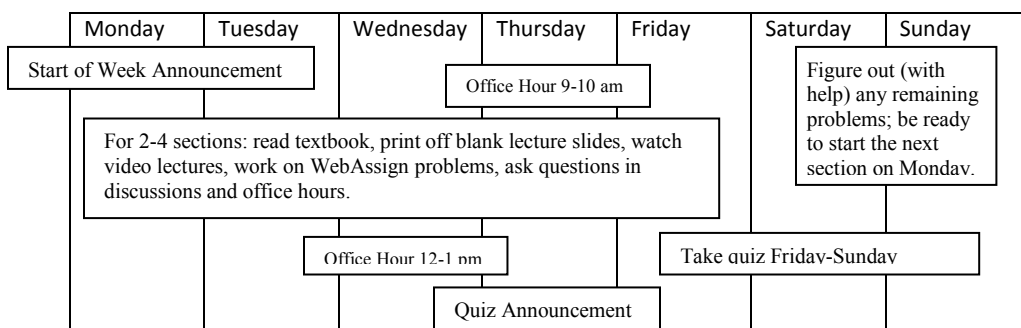 Monday Tuesday Wednesday Thursday Friday Saturday Sunday
Start of Week Announcement
Office Hour 9-10 am
Figure out (with
help) any remaining
problems; be ready
to start the next
section on Monday.
For 2-4 sections: read textbook, print off blank lecture slides, watch
video lectures, work on WebAssign problems, ask questions in
discussions and office hours.
Office Hour 12-1 pm
Take quiz Friday-Sunday
Quiz Announcement